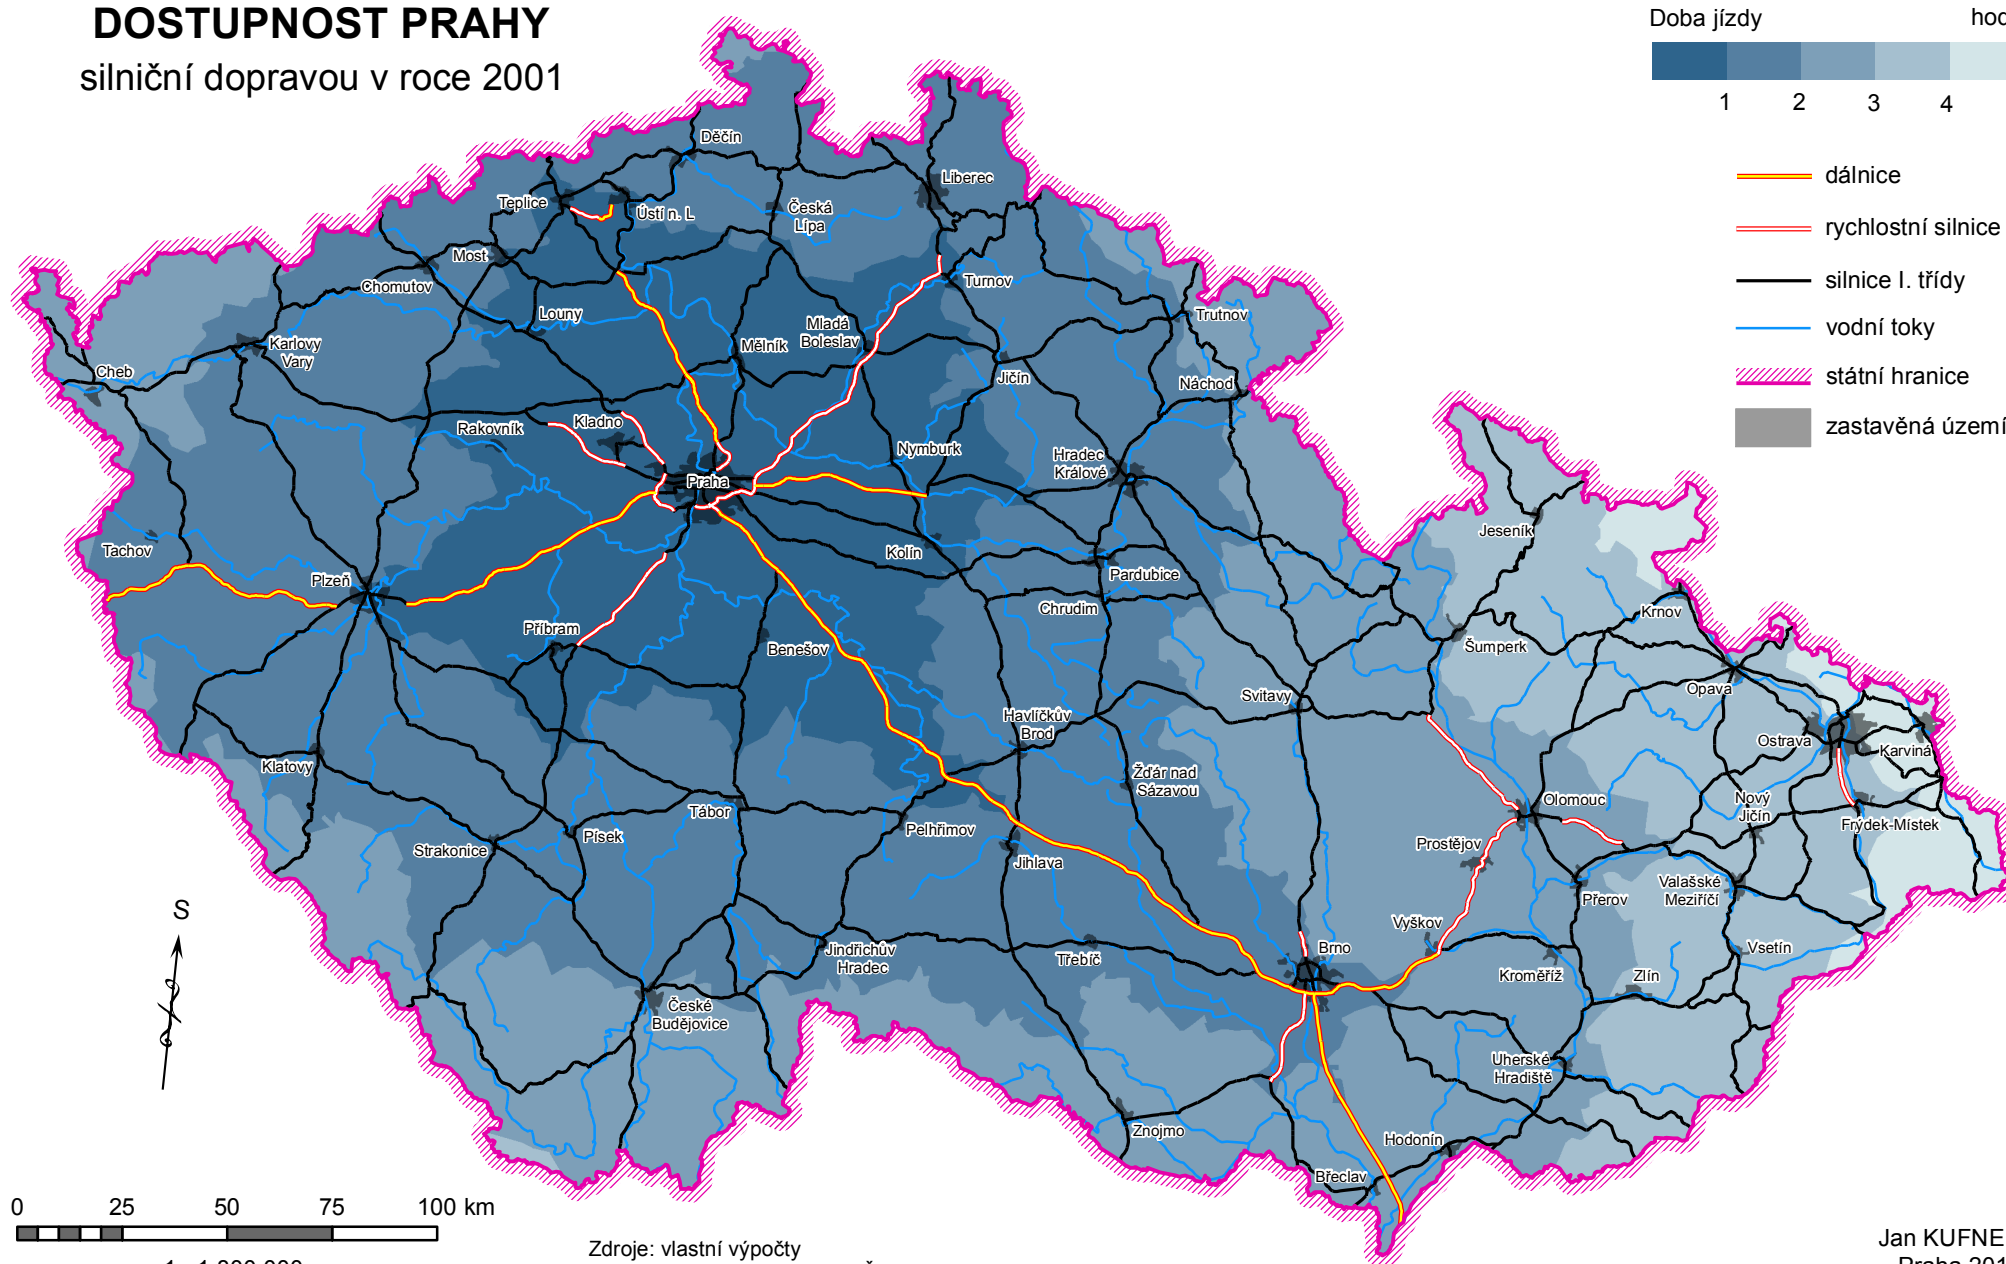 DOSTUPNOST PRAHY
silniční dopravou v roce 2001
Doba jízdy
1 2 3 4
dálnice
rychlostní silnice
silnice I. třídy
vodní toky
státní hranice
zastavěná území
Děčín
Liberec
Teplice
Ústí n. L
Česká
Lípa
Most
Chomutov
Turnov
Louny
Mladá
Boleslav
Trutnov
Karlovy
Vary
Mělník
Cheb
Jičín
Náchod
Rakovník
Kladno
Nymburk
Hradec
Králové
Praha
Jeseník
Tachov
Kolín
Plzeň
Pardubice
Chrudim
Krnov
Příbram
Benešov
Šumperk
Svitavy
Opava
Havlíčkův
Brod
Ostrava
Karviná
Klatovy
Žďár nad
Sázavou
Olomouc
Nový
Jičín
Tábor
Frýdek-Místek
Pelhřimov
Písek
Strakonice
Prostějov
Jihlava
Valašské
Meziříčí
Přerov
Vyškov
Jindřichův
Hradec
Třebíč
Brno
Vsetín
Kroměříž
Zlín
České
Budějovice
Uherské
Hradiště
Znojmo
Hodonín
Břeclav
S
0 25 50 75 100 km
Zdroje: vlastní výpočty
Jan
Praha